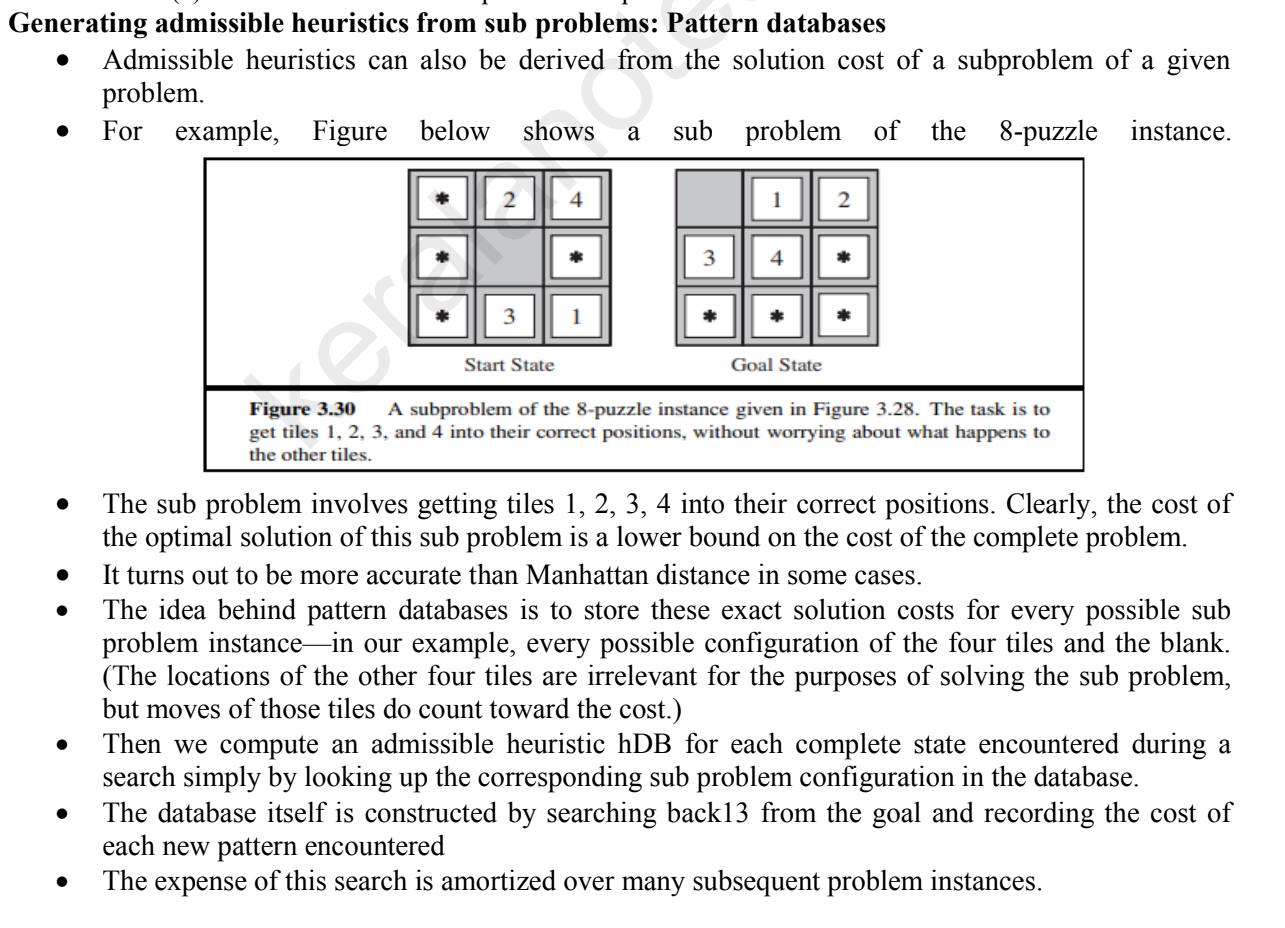 Generating admissible heuristics from sub problems: Pattern databases
• Admissible heuristics can also be derived from the solution cost of a subproblem of a given
problem.
• For example, Figure below shows a sub problem of the 8-puzzle instance.
* 2 4
* *
* 3 1
Start State
1 2
3 4 *
* * *
Goal State
Figure 3.30 A subproblem of the 8-puzzle instance given in Figure 3.28. The task is to
get tiles 1, 2, 3, and 4 into their correct positions, without worrying about what happens to
the other tiles.
• The sub problem involves getting tiles 1, 2, 3, 4 into their correct positions. Clearly, the cost of
the optimal solution of this sub problem is a lower bound on the cost of the complete problem.
• It turns out to be more accurate than Manhattan distance in some cases.
• The idea behind pattern databases is to store these exact solution costs for every possible sub
problem instance—in our example, every possible configuration of the four tiles and the blank.
(The locations of the other four tiles are irrelevant for the purposes of solving the sub problem,
but moves of those tiles do count toward the cost.)
• Then we compute an admissible heuristic hDB for each complete state encountered during a
search simply by looking up the corresponding sub problem configuration in the database.
• The database itself is constructed by searching back13 from the goal and recording the cost of
each new pattern encountered
• The expense of this search is amortized over many subsequent problem instances.